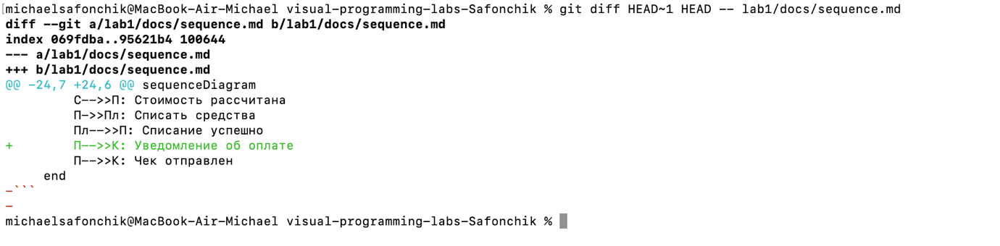 [michaelsafonchik@MacBook-Air-Michael visual-programming-labs-Safonchik % git diff HEAD~1 HEAD -- lab1/docs/sequence.md
diff --git a/lab1/docs/sequence.md b/lab1/docs/sequence.md
index 069fdba..95621b4 100644
--- a/lab1/docs/sequence.md
+++ b/lab1/docs/sequence.md
@@ -24,7 +24,6 @@ sequenceDiagram
         С-->>П: Стоимость рассчитана
         П->>Пл: Списать средства
         Пл-->>П: Списание успешно
+        П-->>К: Уведомление об оплате
         П-->>К: Чек отправлен
     end
-```
-
michaelsafonchik@MacBook-Air-Michael visual-programming-labs-Safonchik %